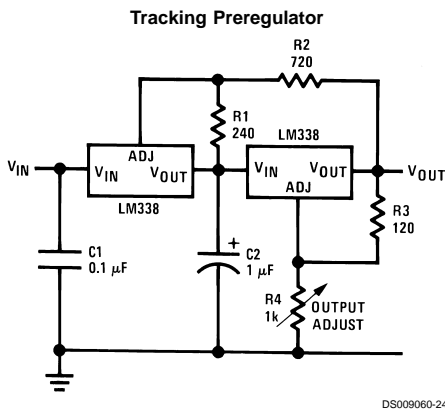 Tracking Preregulator
R2
720
R1
240
LM338
VIN
ADJ
VIN
VOUT
LM338
VIN
VOUT
ADJ
VOUT
R3
120
C1
0.1 μF
C2
1 μF
+
R4
1k
OUTPUT
ADJUST
DS009060-24